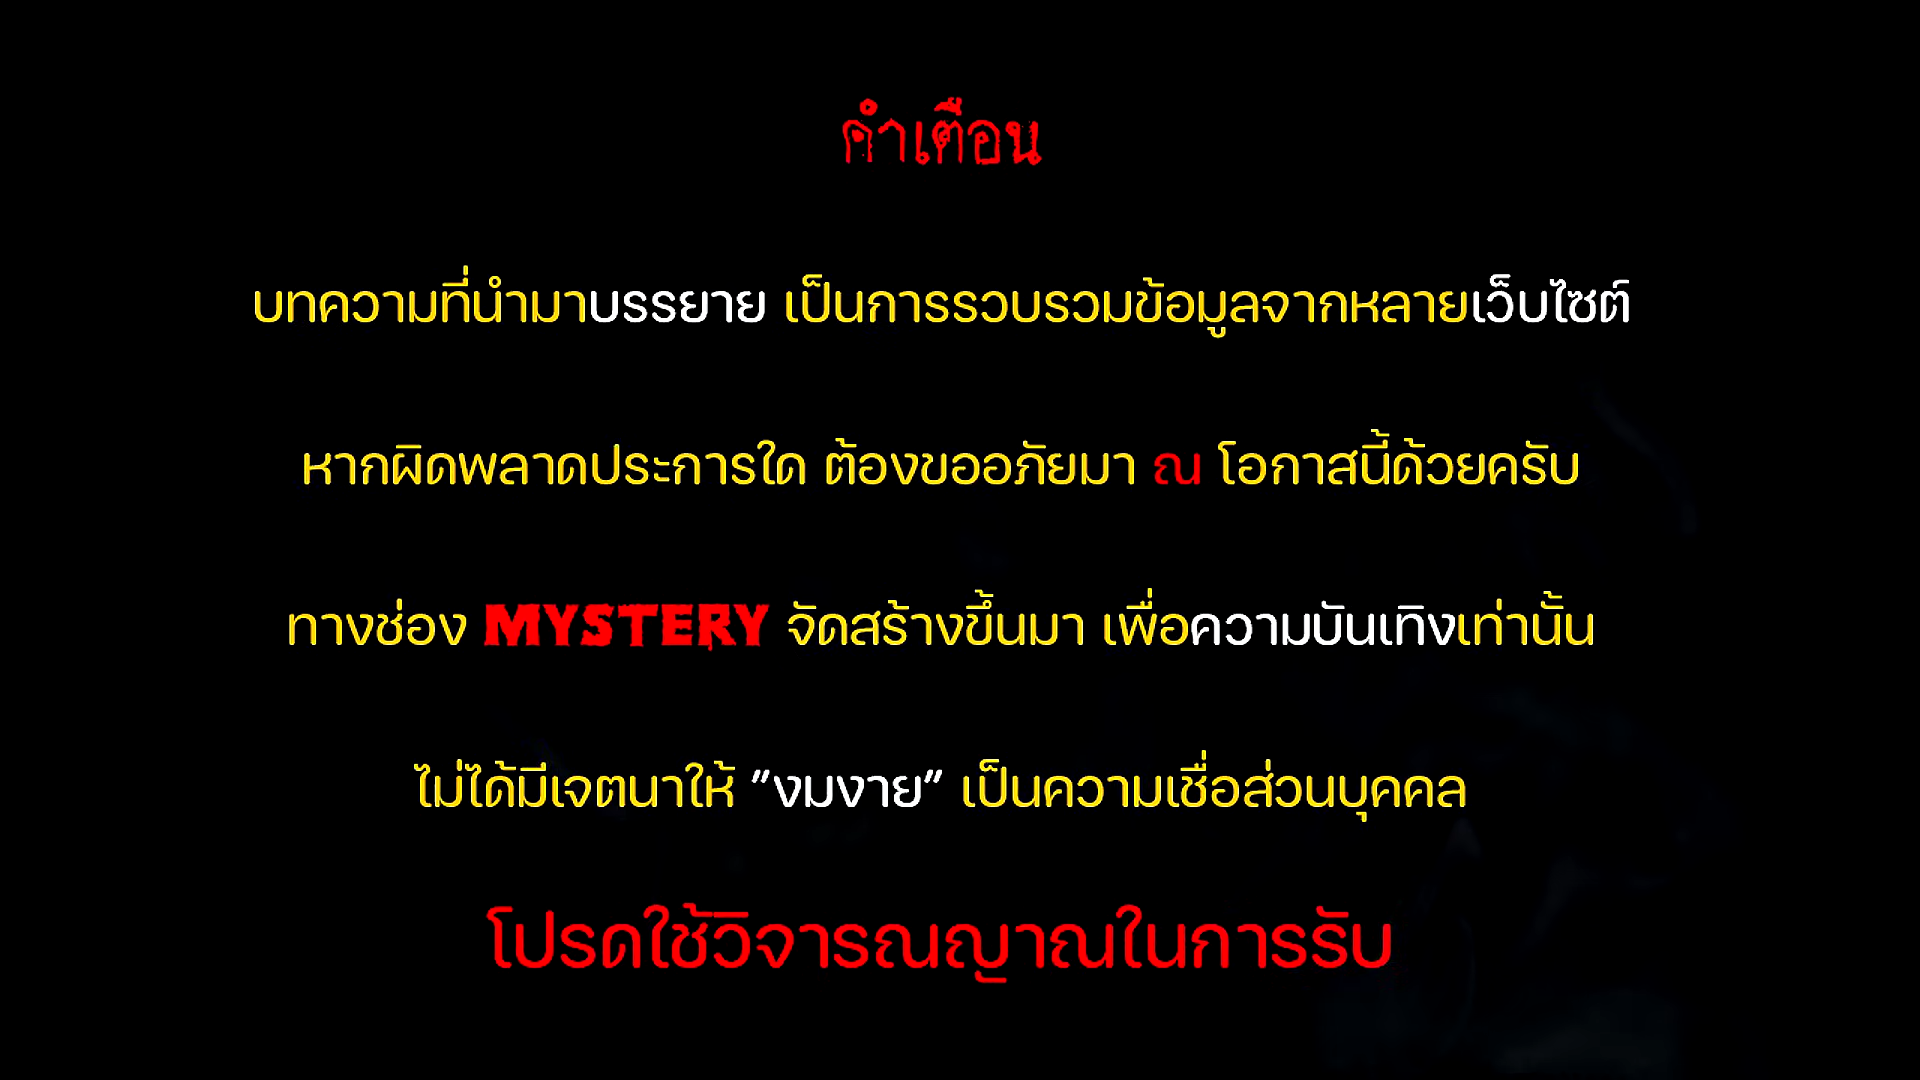 คำเตือน
บทความที่นำมาบรรยาย เป็นการรวบรวมข้อมูลจากหลายเว็บไซต์
หากผิดพลาดประการใด ต้องขออภัยมา ณ โอกาสนี้ด้วยครับ
ทางช่อง MYSTERY จัดสร้างขึ้นมา เพื่อความบันเทิงเท่านั้น
ไม่ได้มีเจตนาให้ "งมงาย" เป็นความเชื่อส่วนบุคคล
โปรดใช้วิจารณญาณในการรับ